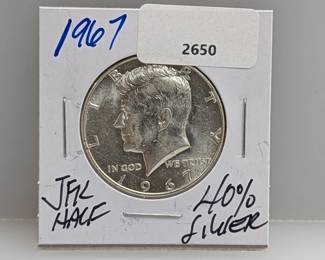 1967
2650
LIBERTY
IN GOD WE TRUST
1967
JFK 40%
HALF SILVER